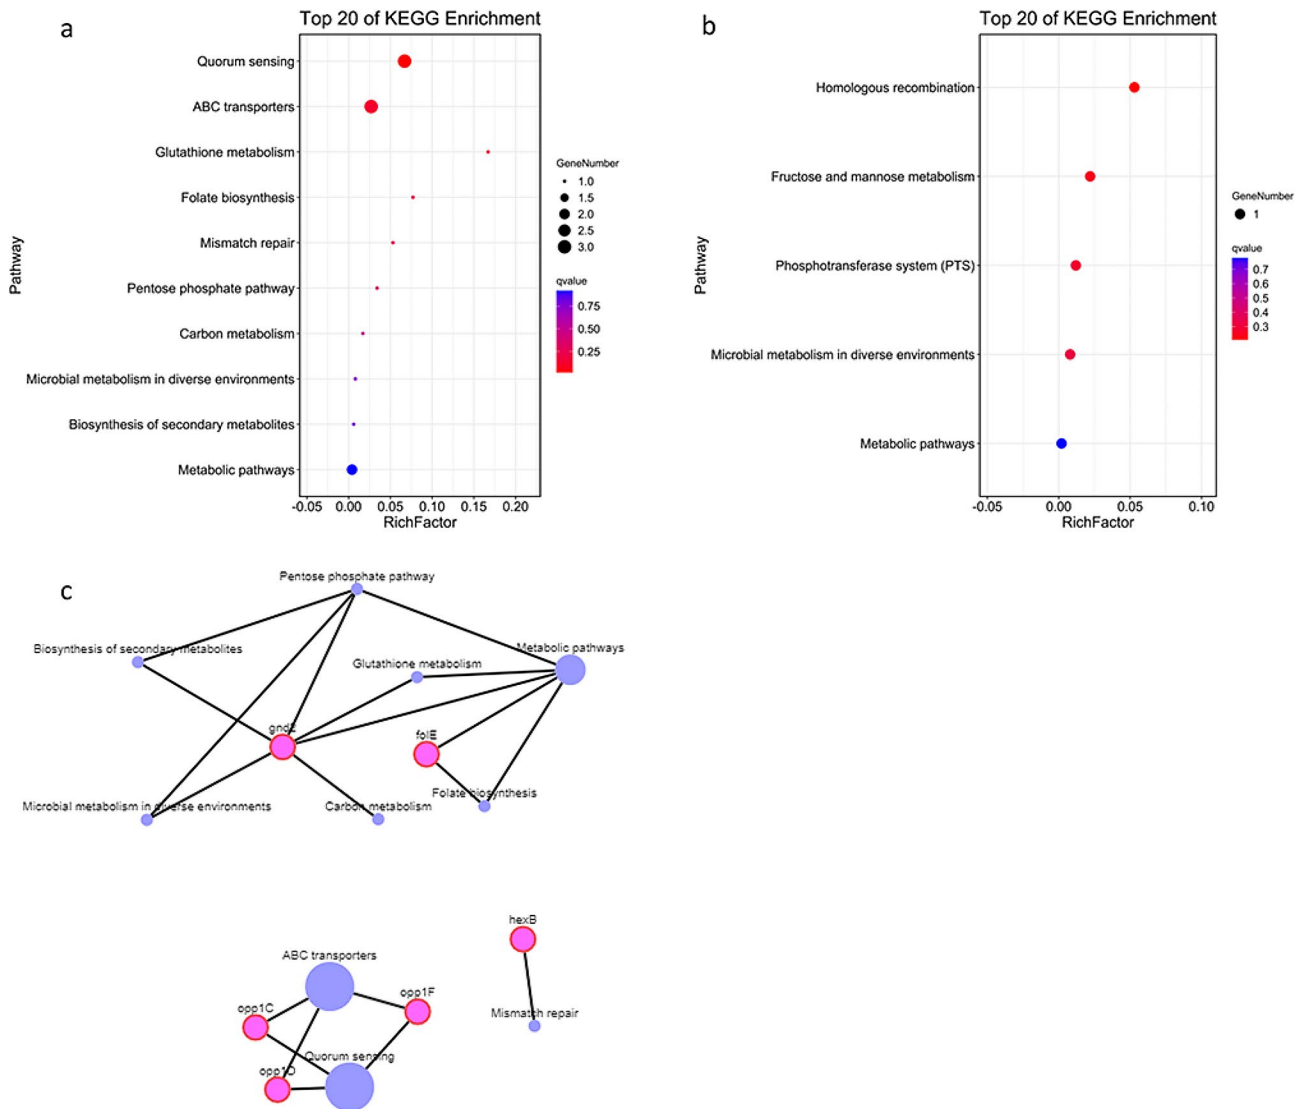 a
Top 20 of KEGG Enrichment
Pathway
Quorum sensing
ABC transporters
Glutathione metabolism
Folate biosynthesis
Mismatch repair
Pentose phosphate pathway
Carbon metabolism
Microbial metabolism in diverse environments
Biosynthesis of secondary metabolites
Metabolic pathways
-0.05 0.00 0.05 0.10 0.15 0.20
RichFactor
GeneNumber
1.0
1.5
2.0
2.5
3.0
qvalue
0.75
0.50
0.25
b
Top 20 of KEGG Enrichment
Pathway
Homologous recombination
Fructose and mannose metabolism
Phosphotransferase system (PTS)
Microbial metabolism in diverse environments
Metabolic pathways
-0.05 0.00 0.05 0.10
RichFactor
GeneNumber
1
qvalue
0.7
0.6
0.5
0.4
0.3
c
Pentose phosphate pathway
Biosynthesis of secondary metabolites
Metabolic pathways
Glutathione metabolism
gnd2
folE
Folate biosynthesis
Microbial metabolism in diverse environments
Carbon metabolism
hexB
ABC transporters
opp1F
opp1C
Mismatch repair
Quorum sensing
opp1D